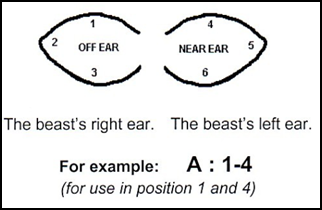 1 4
2 OFF EAR NEAR EAR 5
3 6
The beast's right ear. The beast's left ear.
For example: A : 1-4
(for use in position 1 and 4)